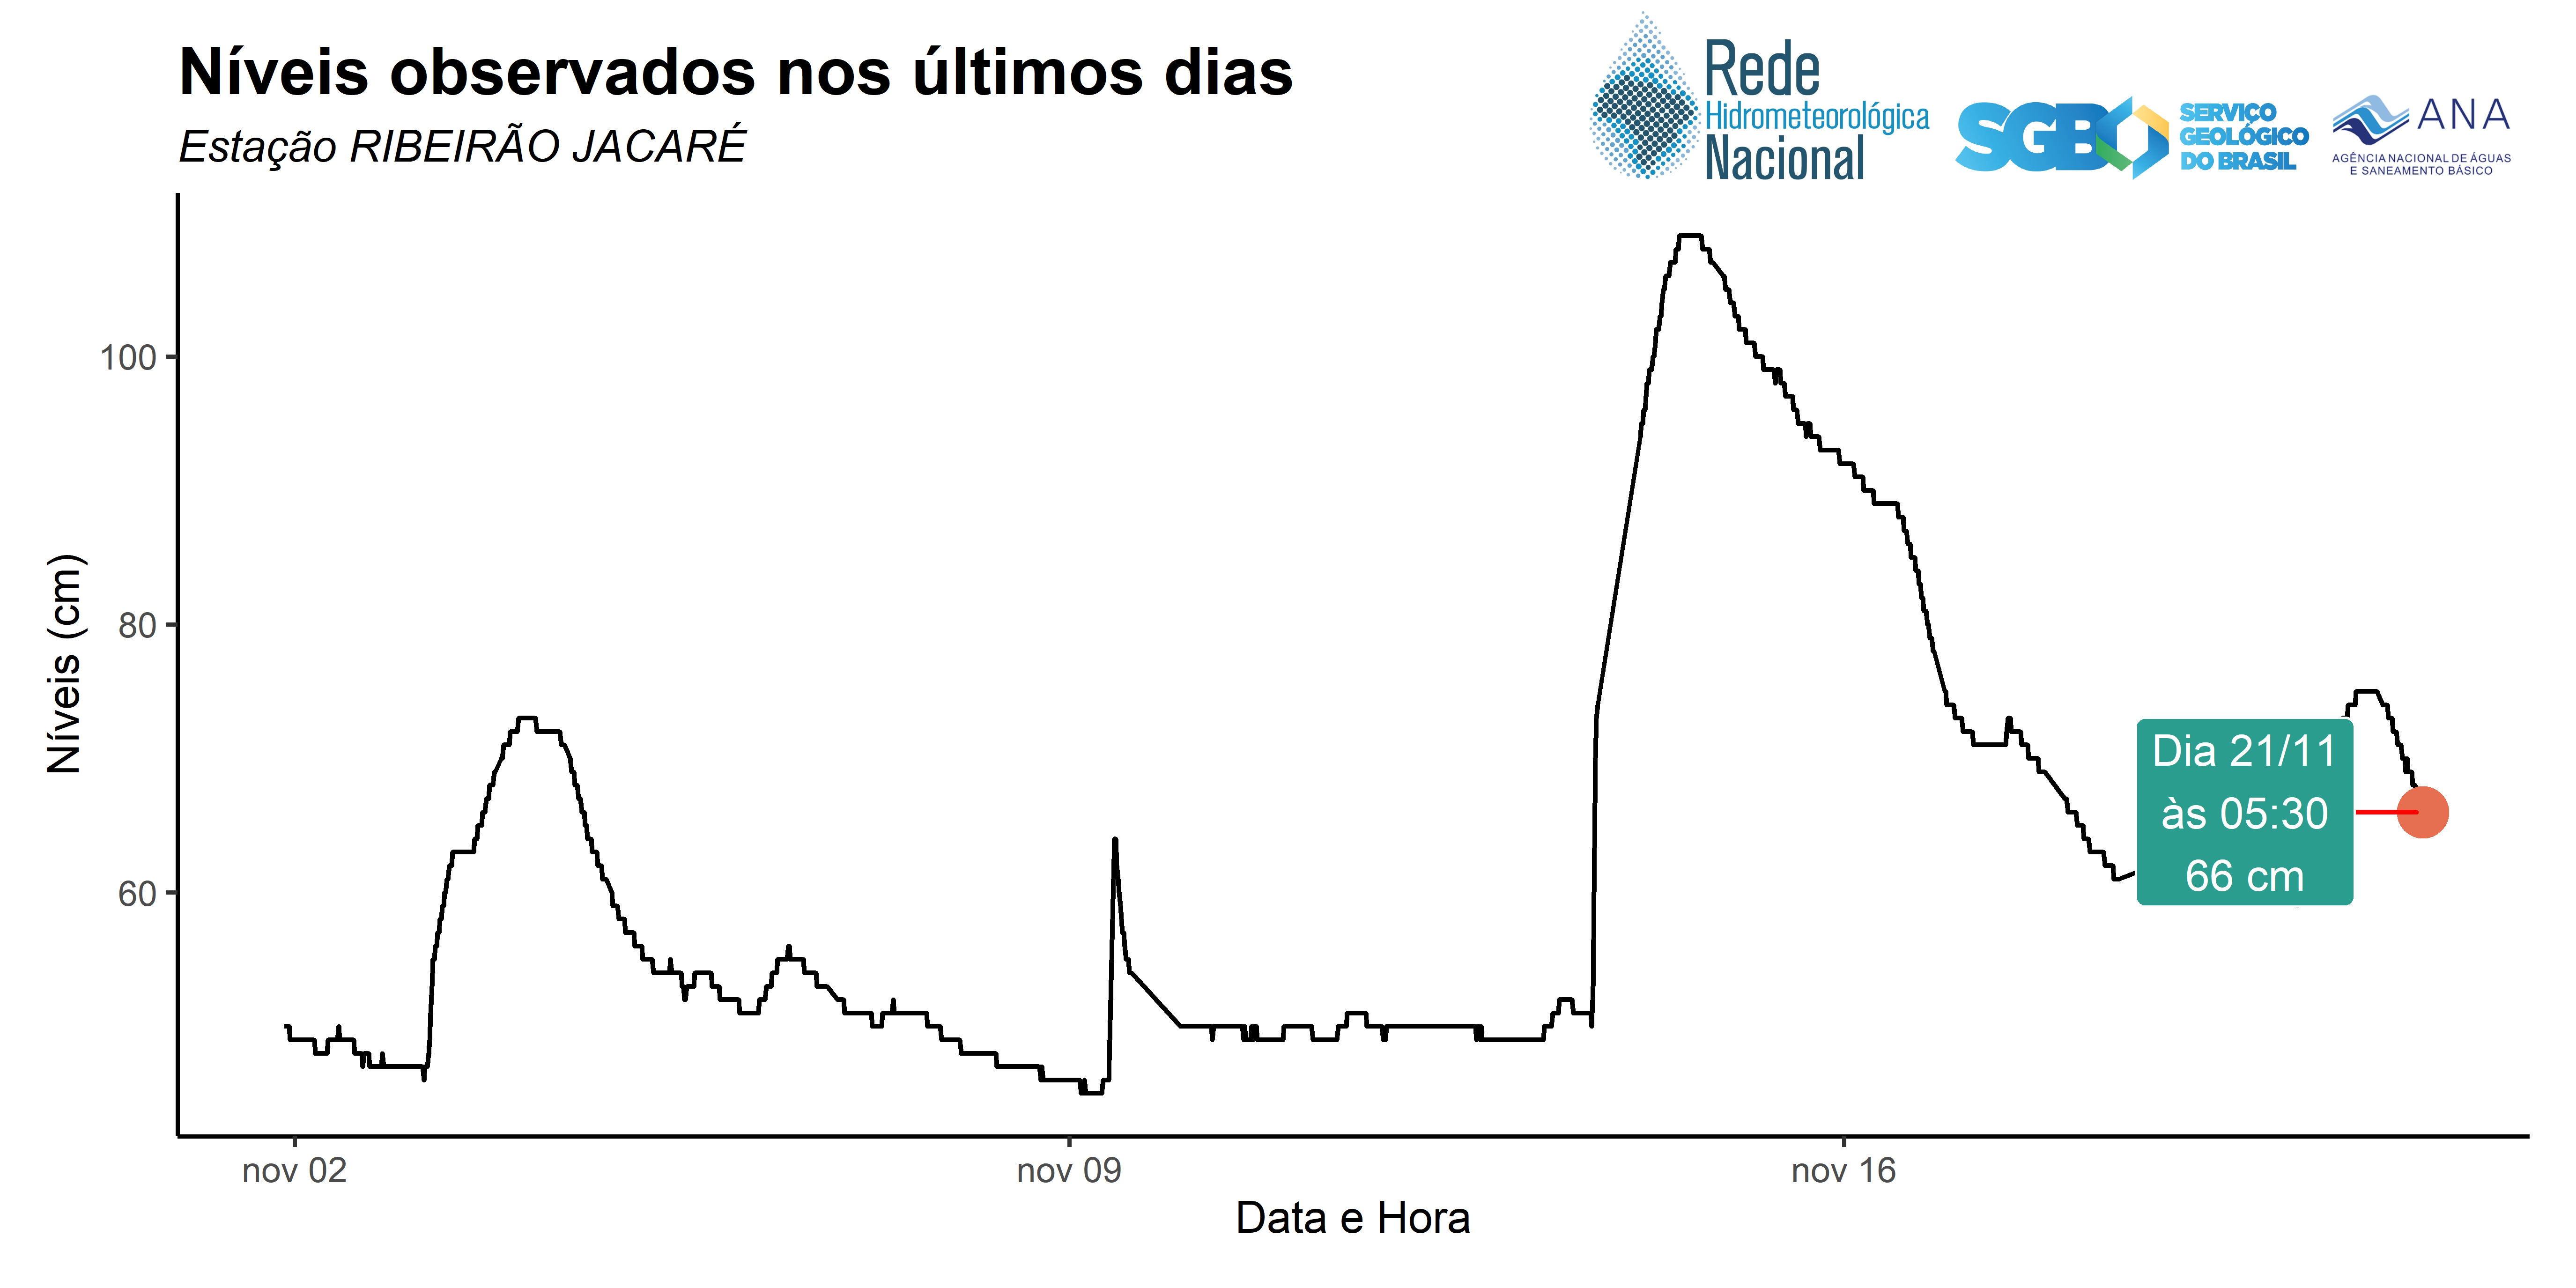 Níveis observados nos últimos dias
Estação RIBEIRÃO JACARÉ
Rede
Hidrometeorológica
Nacional
SGB
SERVIÇO
GEOLÓGICO
DO BRASIL
ANA
AGÊNCIA NACIONAL DE ÁGUAS
E SANEAMENTO BÁSICO
Níveis (cm)
100
80
60
Dia 21/11
às 05:30
66 cm
nov 02
nov 09
nov 16
Data e Hora